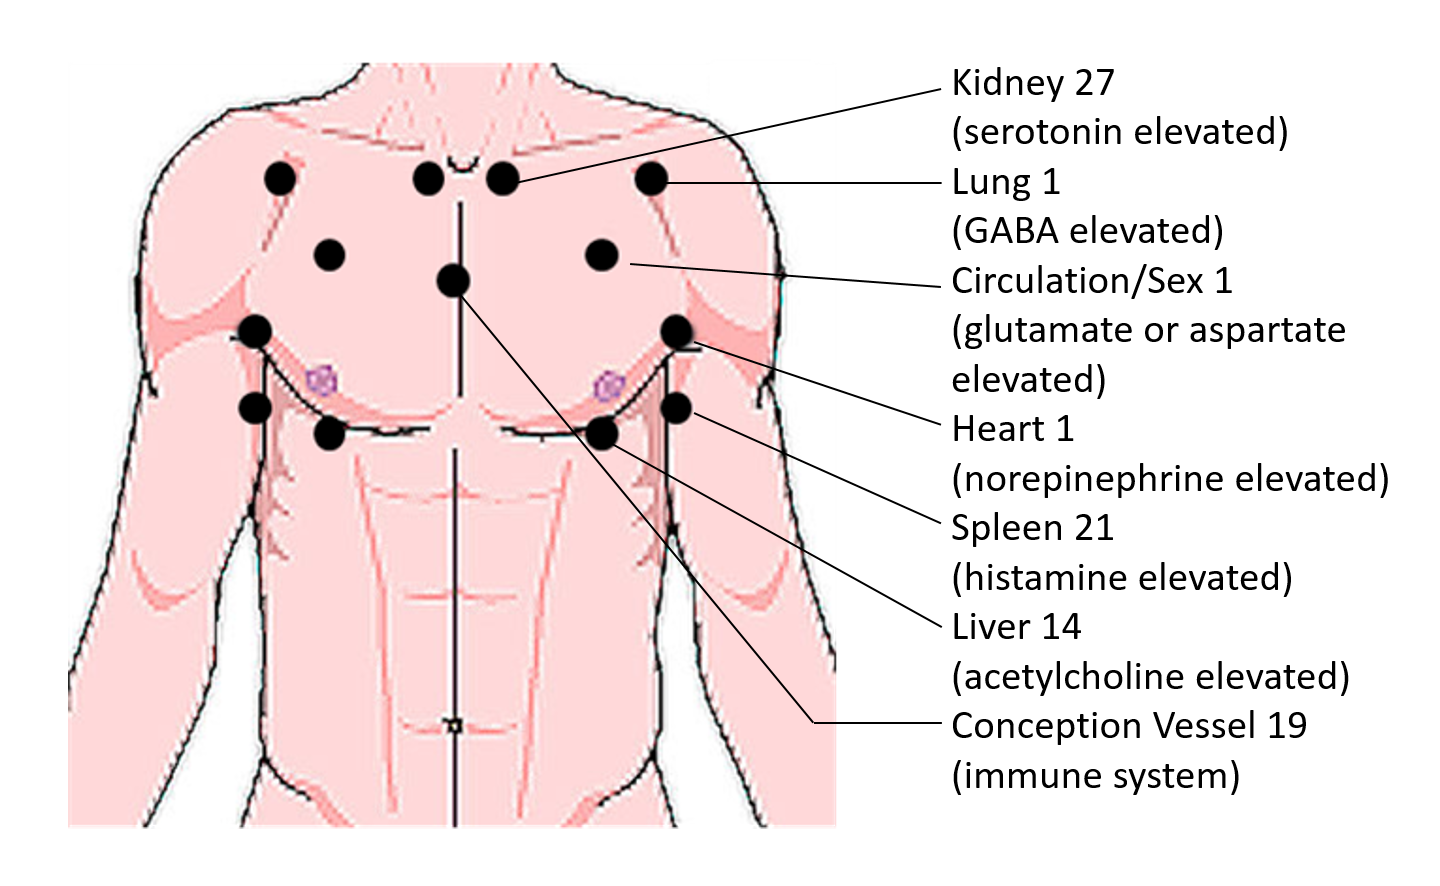 Kidney 27
(serotonin elevated)
Lung 1
(GABA elevated)
Circulation/Sex 1
(glutamate or aspartate
elevated)
Heart 1
(norepinephrine elevated)
Spleen 21
(histamine elevated)
Liver 14
(acetylcholine elevated)
Conception Vessel 19
(immune system)